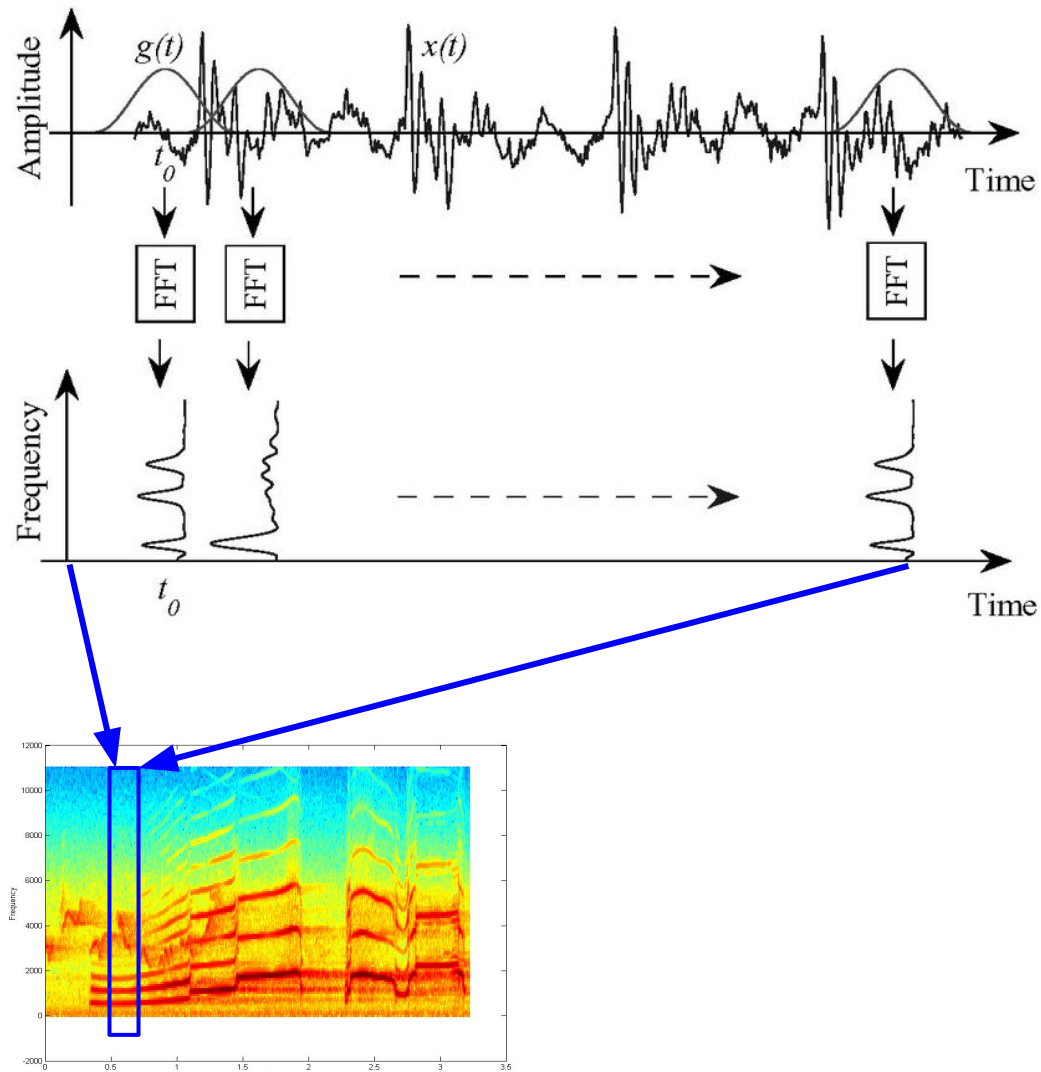 Amplitude
g(t)
x(t)
t0
Time
FFT
FFT
FFT
Frequency
t0
Time
12000
10000
8000
6000
4000
2000
0
-2000
Frequency
0
0.5
1
1.5
2
2.5
3
3.5